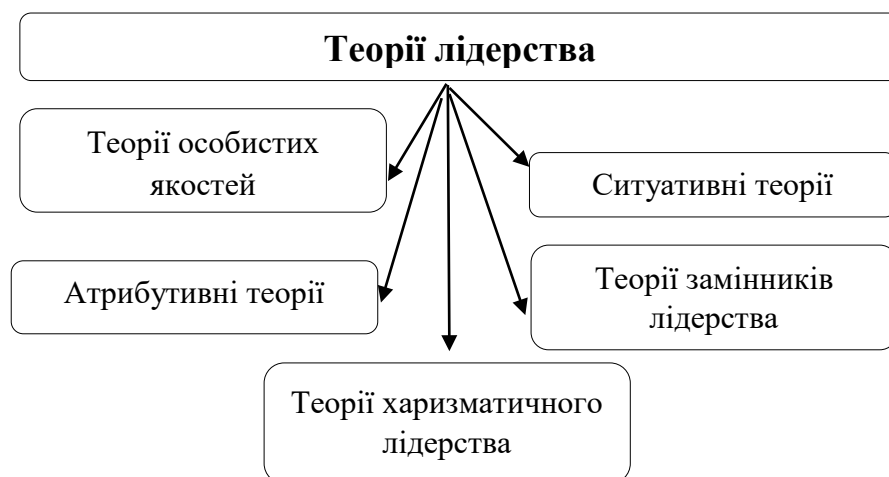 Теорії лідерства
Теорії особистих
якостей
Ситуативні теорії
Атрибутивні теорії
Теорії замінників
лідерства
Теорії харизматичного
лідерства